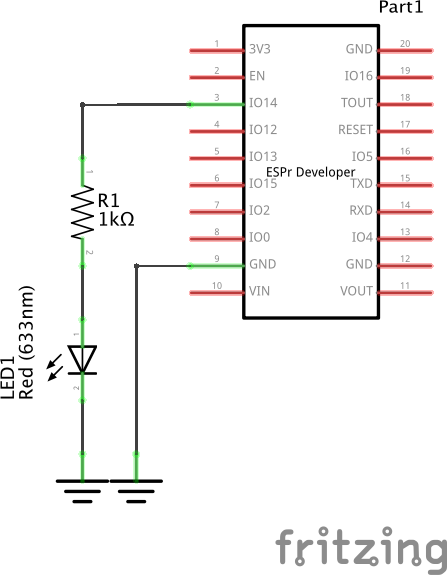 Part1
1 3V3 GND 20
2 EN IO16 19
3 IO14 TOUT 18
4 IO12 RESET 17
5 IO13 IO5 16
ESPr Developer
6 IO15 TXD 15
7 IO2 RXD 14
8 IO0 IO4 13
9 GND GND 12
10 VIN VOUT 11
1
R1
1kΩ
2
1
LED1
Red (633nm)
2
fritzing